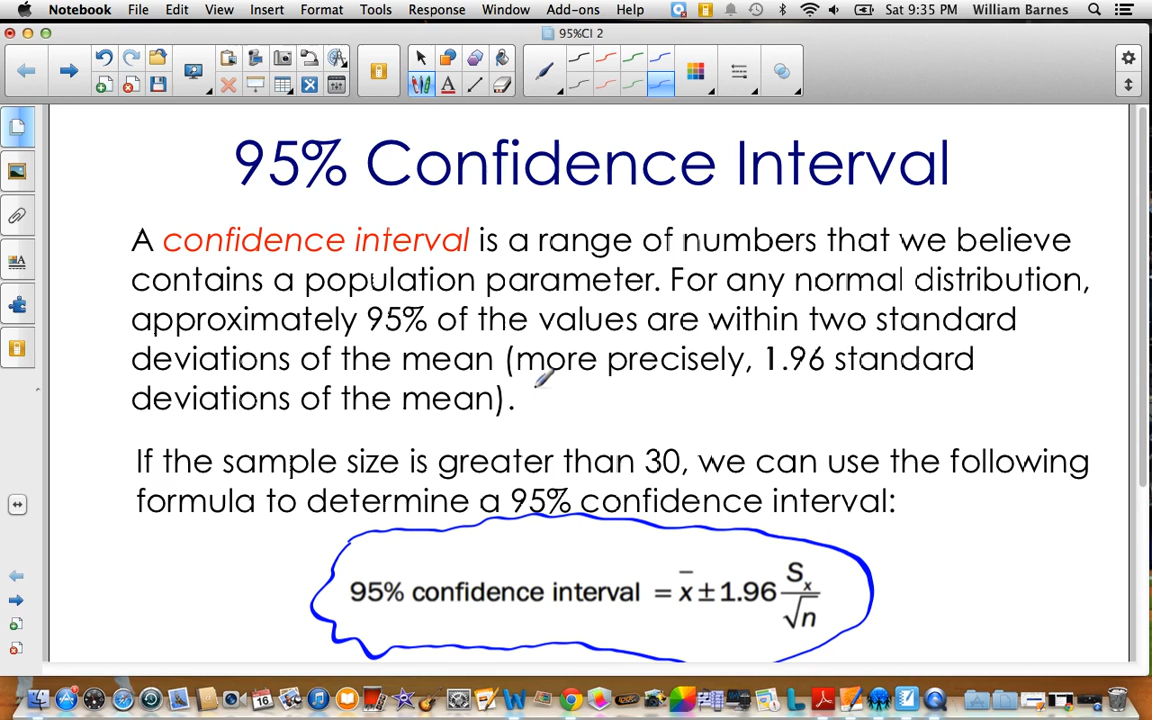 Notebook File Edit View Insert Format Tools Response Window Add-ons Help Sat 9:35 PM William Barnes
95%CI 2
95% Confidence Interval
A confidence interval is a range of numbers that we believe
contains a population parameter. For any normal distribution,
approximately 95% of the values are within two standard
deviations of the mean (more precisely, 1.96 standard
deviations of the mean).
If the sample size is greater than 30, we can use the following
formula to determine a 95% confidence interval:
95% confidence interval = x̄ ± 1.96 Sₓ/√n